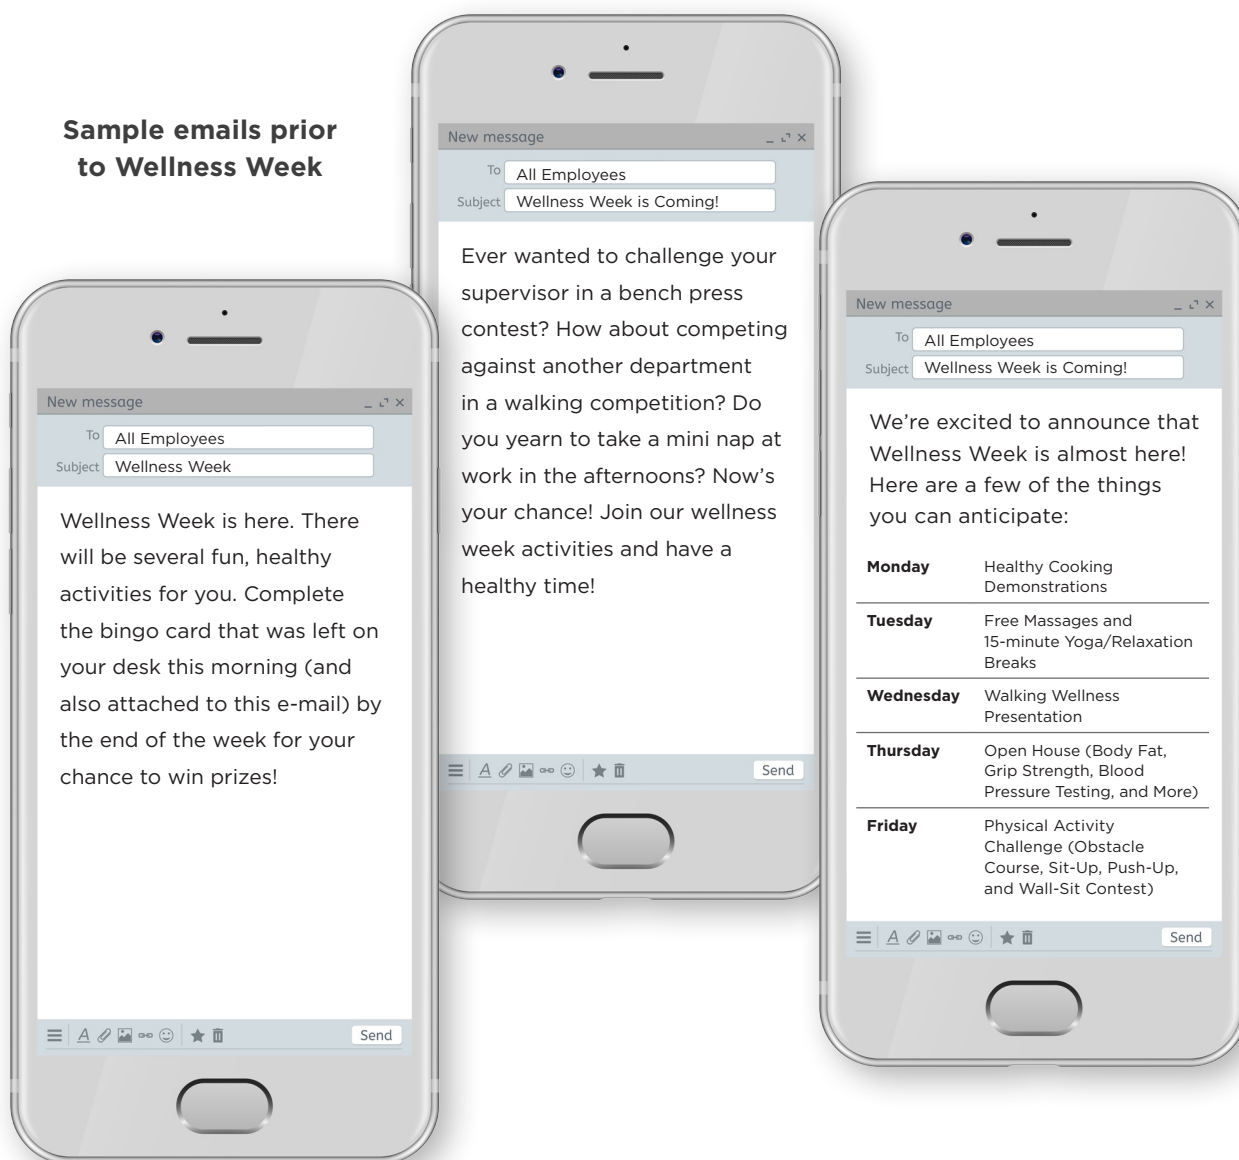 Sample emails prior
to Wellness Week
New message
To All Employees
Subject Wellness Week
Wellness Week is here. There
will be several fun, healthy
activities for you. Complete
the bingo card that was left on
your desk this morning (and
also attached to this e-mail) by
the end of the week for your
chance to win prizes!
A
Send
New message
To All Employees
Subject Wellness Week is Coming!
Ever wanted to challenge your
supervisor in a bench press
contest? How about competing
against another department
in a walking competition? Do
you yearn to take a mini nap at
work in the afternoons? Now’s
your chance! Join our wellness
week activities and have a
healthy time!
A
Send
New message
To All Employees
Subject Wellness Week is Coming!
We’re excited to announce that
Wellness Week is almost here!
Here are a few of the things
you can anticipate:
Monday Healthy Cooking
Demonstrations
Tuesday Free Massages and
15-minute Yoga/Relaxation
Breaks
Wednesday Walking Wellness
Presentation
Thursday Open House (Body Fat,
Grip Strength, Blood
Pressure Testing, and More)
Friday Physical Activity
Challenge (Obstacle
Course, Sit-Up, Push-Up,
and Wall-Sit Contest)
A
Send